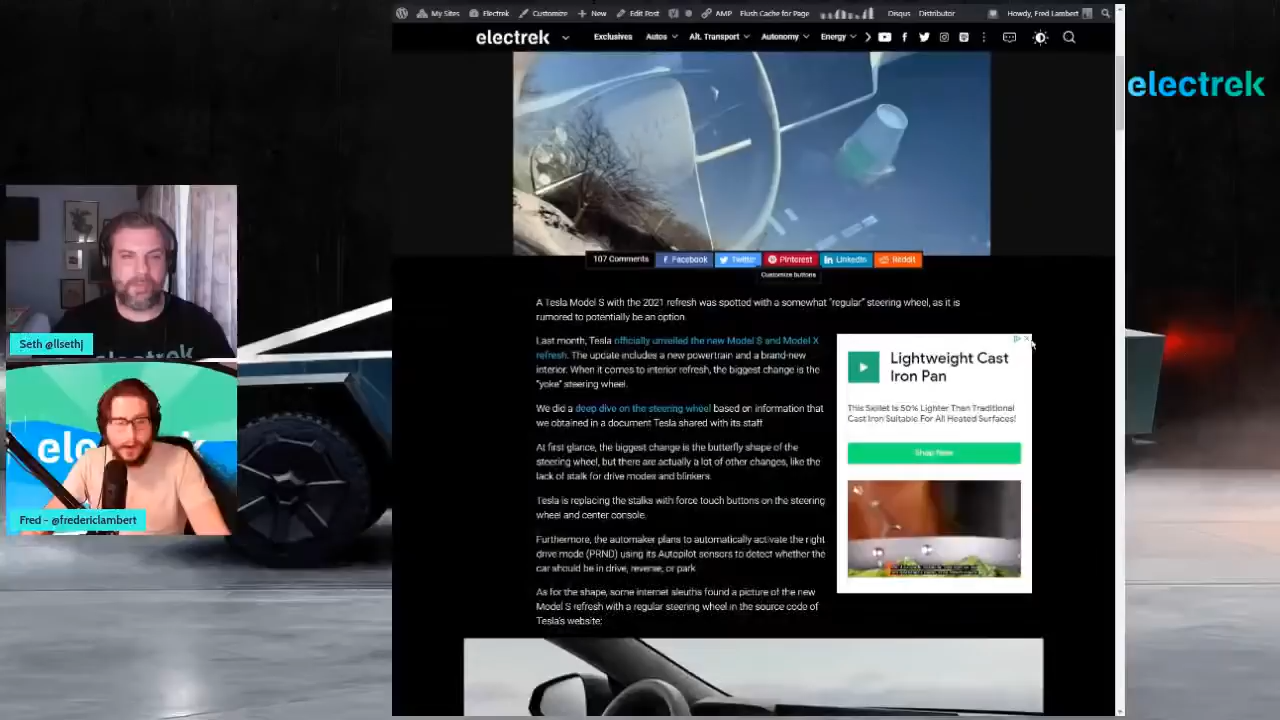 My Sites
Electrek
Customize
New
Edit Post
AMP
Flush Cache for Page
Disqus
Distributor
Howdy, Fred Lambert
electrek
Exclusives
Autos
Alt. Transport
Autonomy
Energy
electrek
107 Comments
Facebook
Twitter
Pinterest
LinkedIn
Reddit
Customize buttons
A Tesla Model S with the 2021 refresh was spotted with a somewhat "regular" steering wheel, as it is
rumored to potentially be an option.
Last month, Tesla officially unveiled the new Model S and Model X
refresh. The update includes a new powertrain and a brand-new
interior. When it comes to interior refresh, the biggest change is the
"yoke" steering wheel.
We did a deep dive on the steering wheel based on information that
we obtained in a document Tesla shared with its staff
At first glance, the biggest change is the butterfly shape of the
steering wheel, but there are actually a lot of other changes, like the
lack of stalk for drive modes and blinkers.
Tesla is replacing the stalks with force touch buttons on the steering
wheel and center console.
Furthermore, the automaker plans to automatically activate the right
drive mode (PRND) using its Autopilot sensors to detect whether the
car should be in drive, reverse, or park
As for the shape, some internet sleuths found a picture of the new
Model S refresh with a regular steering wheel in the source code of
Tesla's website:
Lightweight Cast
Iron Pan
This Skillet Is 50% Lighter Than Traditional
Cast Iron Suitable For All Heated Surfaces!
Shop Now
Seth @llsethj
electrek
Fred - @fredericlambert